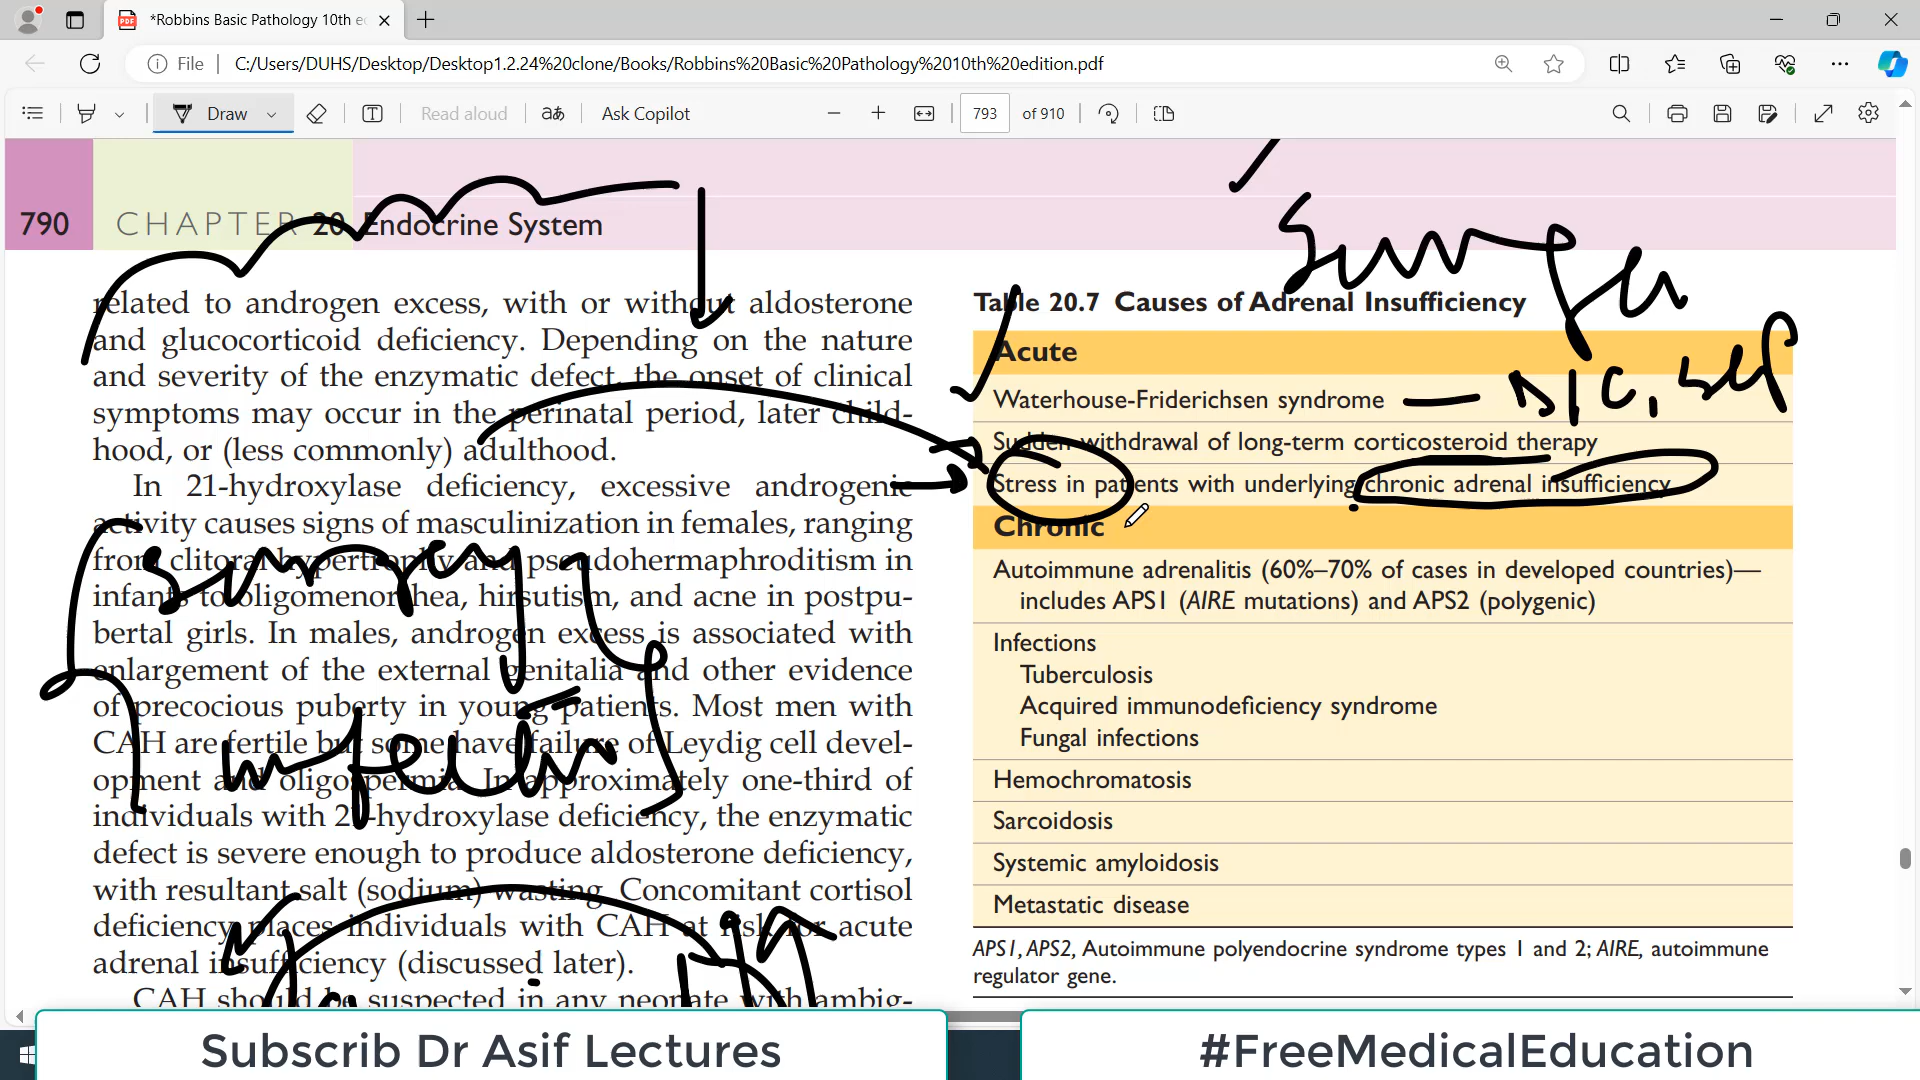 *Robbins Basic Pathology 10th e
File
C:/Users/DUHS/Desktop/Desktop1.2.24%20clone/Books/Robbins%20Basic%20Pathology%2010th%20edition.pdf
Draw
Read aloud
aあ
Ask Copilot
793 of 910
790 CHAPTER 20 Endocrine System
related to androgen excess, with or without aldosterone
and glucocorticoid deficiency. Depending on the nature
and severity of the enzymatic defect, the onset of clinical
symptoms may occur in the perinatal period, later child-
hood, or (less commonly) adulthood.
In 21-hydroxylase deficiency, excessive androgenic
activity causes signs of masculinization in females, ranging
from clitoral hypertrophy and pseudohermaphroditism in
infants to oligomenorrhea, hirsutism, and acne in postpu-
bertal girls. In males, androgen excess is associated with
enlargement of the external genitalia and other evidence
of precocious puberty in young patients. Most men with
CAH are fertile but some have failure of Leydig cell devel-
opment and oligospermia. In approximately one-third of
individuals with 21-hydroxylase deficiency, the enzymatic
defect is severe enough to produce aldosterone deficiency,
with resultant salt (sodium) wasting. Concomitant cortisol
deficiency places individuals with CAH at risk for acute
adrenal insufficiency (discussed later).
CAH should be suspected in any neonate with ambig-
surgery
infection
Table 20.7 Causes of Adrenal Insufficiency
Acute
Waterhouse-Friderichsen syndrome
DIC,
Sudden withdrawal of long-term corticosteroid therapy
Stress in patients with underlying chronic adrenal insufficiency
Chronic
Autoimmune adrenalitis (60%–70% of cases in developed countries)—
includes APS1 (AIRE mutations) and APS2 (polygenic)
Infections
Tuberculosis
Acquired immunodeficiency syndrome
Fungal infections
Hemochromatosis
Sarcoidosis
Systemic amyloidosis
Metastatic disease
APS1, APS2, Autoimmune polyendocrine syndrome types 1 and 2; AIRE, autoimmune
regulator gene.
Subscrib Dr Asif Lectures
#FreeMedicalEducation